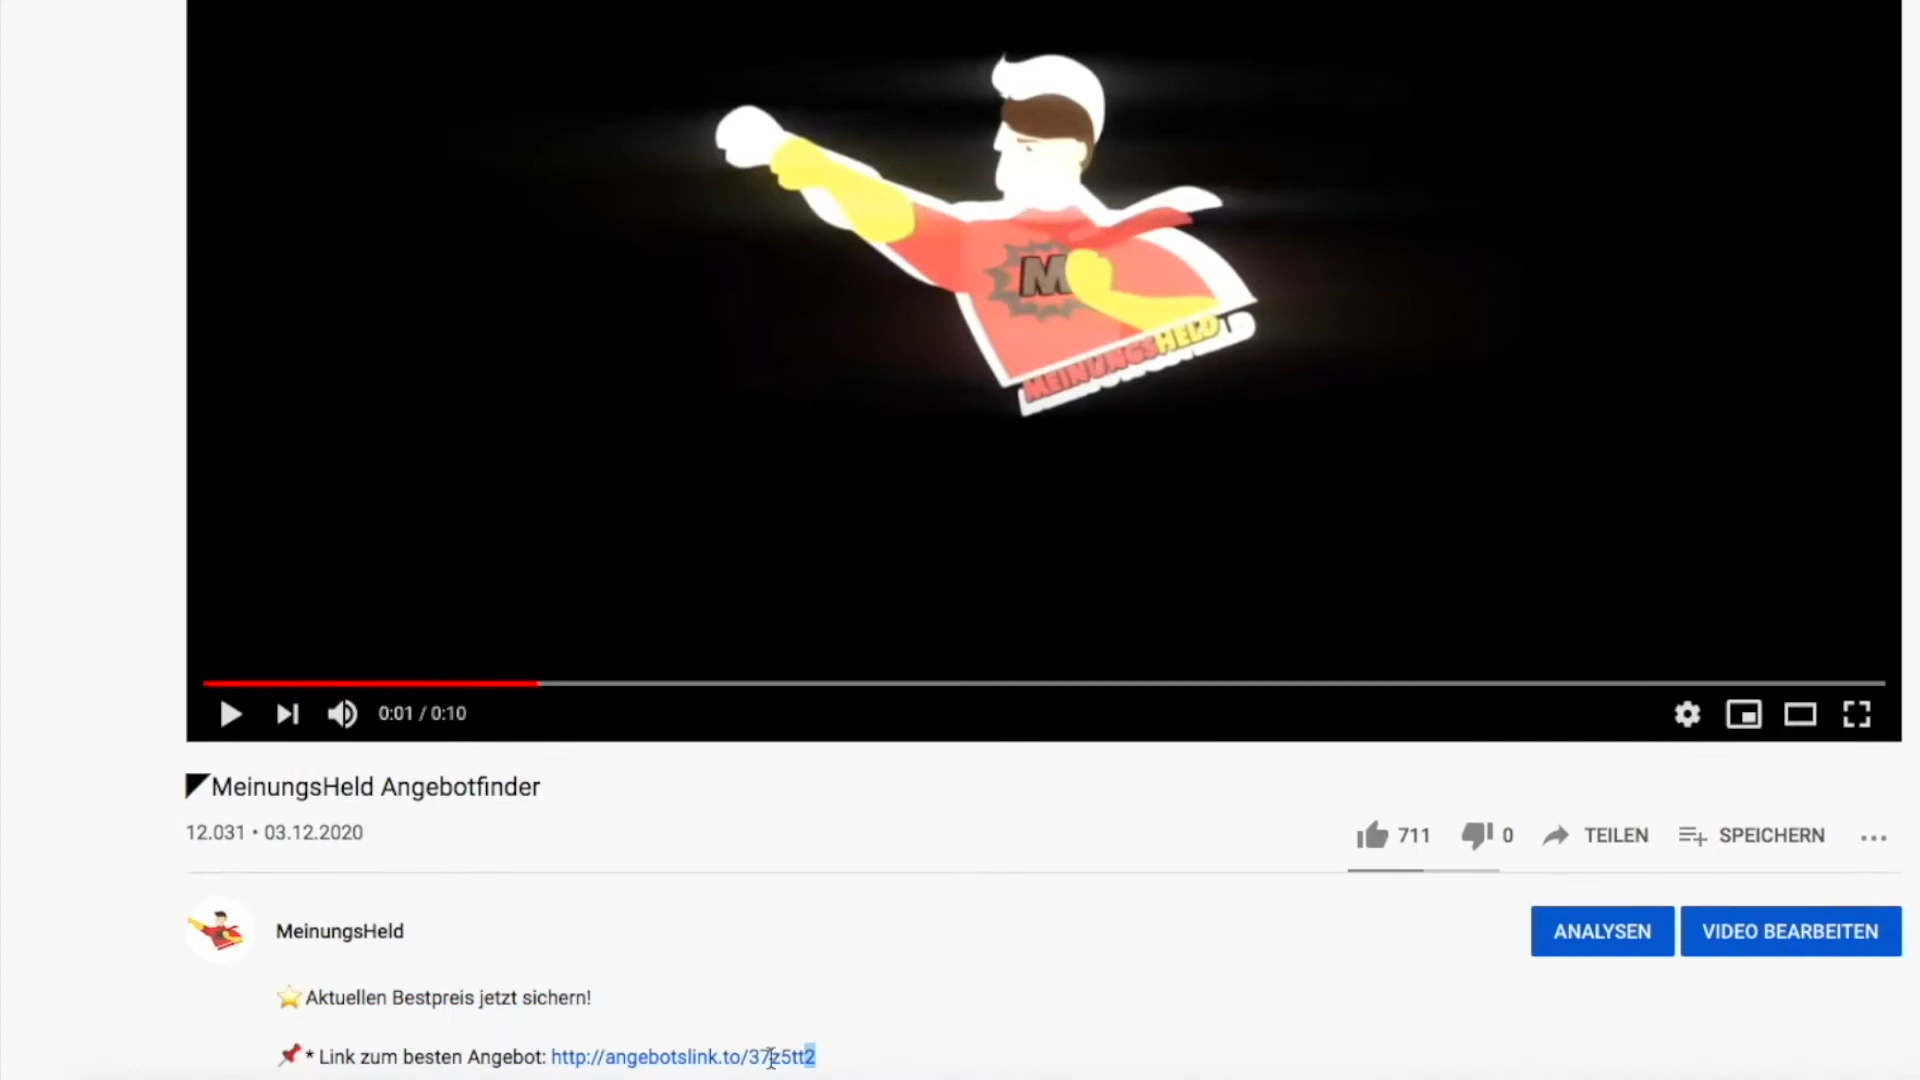 M
MEINUNGSHELD
0:01 / 0:10
MeinungsHeld Angebotfinder
12.031 • 03.12.2020
711 0 TEILEN SPEICHERN
MeinungsHeld
ANALYSEN VIDEO BEARBEITEN
Aktuellen Bestpreis jetzt sichern!
* Link zum besten Angebot: http://angebotslink.to/37z5tt2